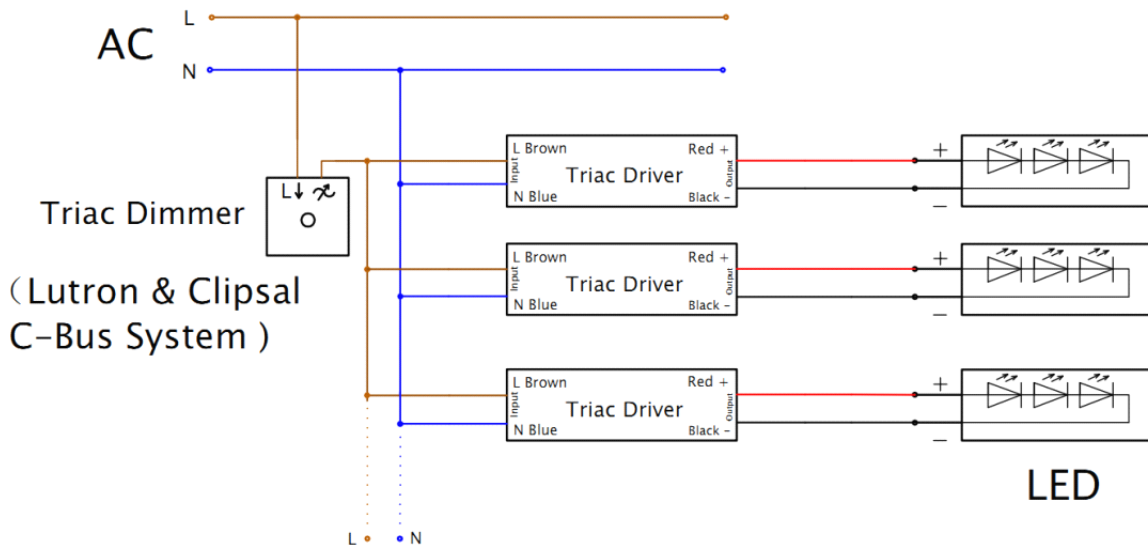 L
AC
N
L Brown
Input
N Blue
Triac Driver
Red +
Output
Black -
+
−
L
Triac Dimmer
（Lutron & Clipsal
C-Bus System )
L Brown
Input
N Blue
Triac Driver
Red +
Output
Black -
+
−
L Brown
Input
N Blue
Triac Driver
Red +
Output
Black -
+
−
LED
L
N